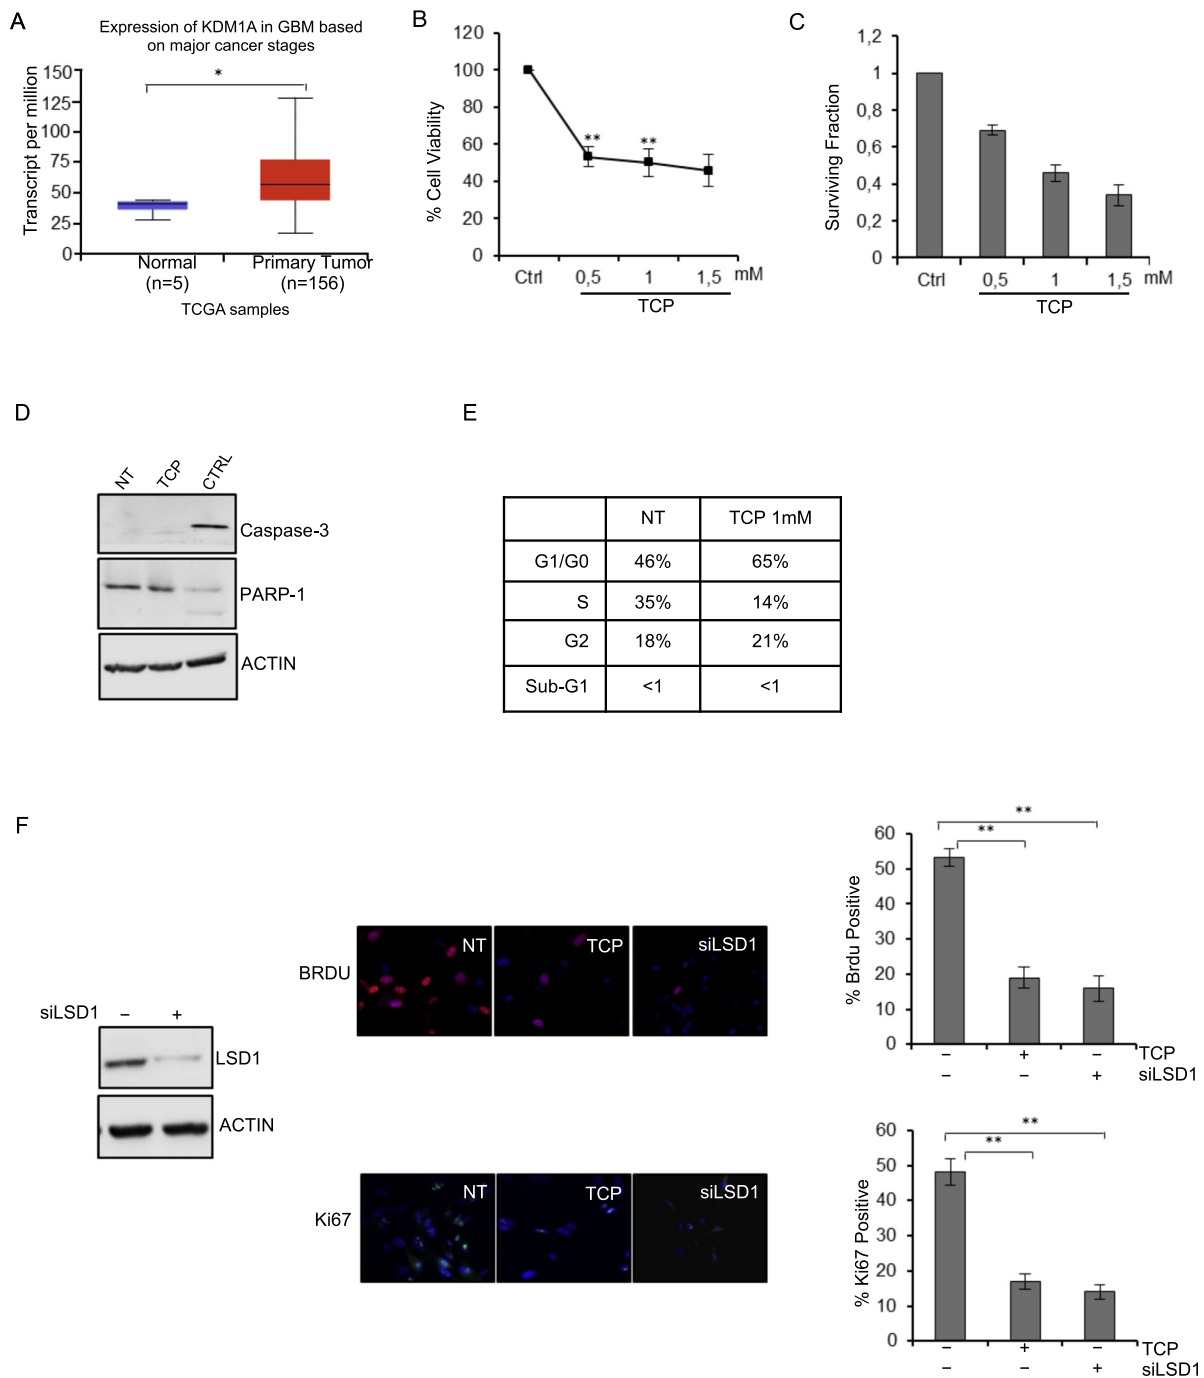 A
Expression of KDM1A in GBM based
on major cancer stages
*
Transcript per million
150
125
100
75
50
25
0
Normal
(n=5)
Primary Tumor
(n=156)
TCGA samples
B
% Cell Viability
120
100
80
60
40
20
0
**
**
Ctrl 0,5 1 1,5 mM
TCP
C
Surviving Fraction
1,2
1
0,8
0,6
0,4
0,2
0
Ctrl 0,5 1 1,5 mM
TCP
D
NT TCP CTRL
Caspase-3
PARP-1
ACTIN
E
NT TCP 1mM
G1/G0 46% 65%
S 35% 14%
G2 18% 21%
Sub-G1 <1 <1
F
siLSD1 – +
LSD1
ACTIN
BRDU
NT TCP siLSD1
Ki67
NT TCP siLSD1
% Brdu Positive
60
50
40
30
20
10
0
**
**
– + – TCP
– – + siLSD1
% Ki67 Positive
60
50
40
30
20
10
0
**
**
– + – TCP
– – + siLSD1